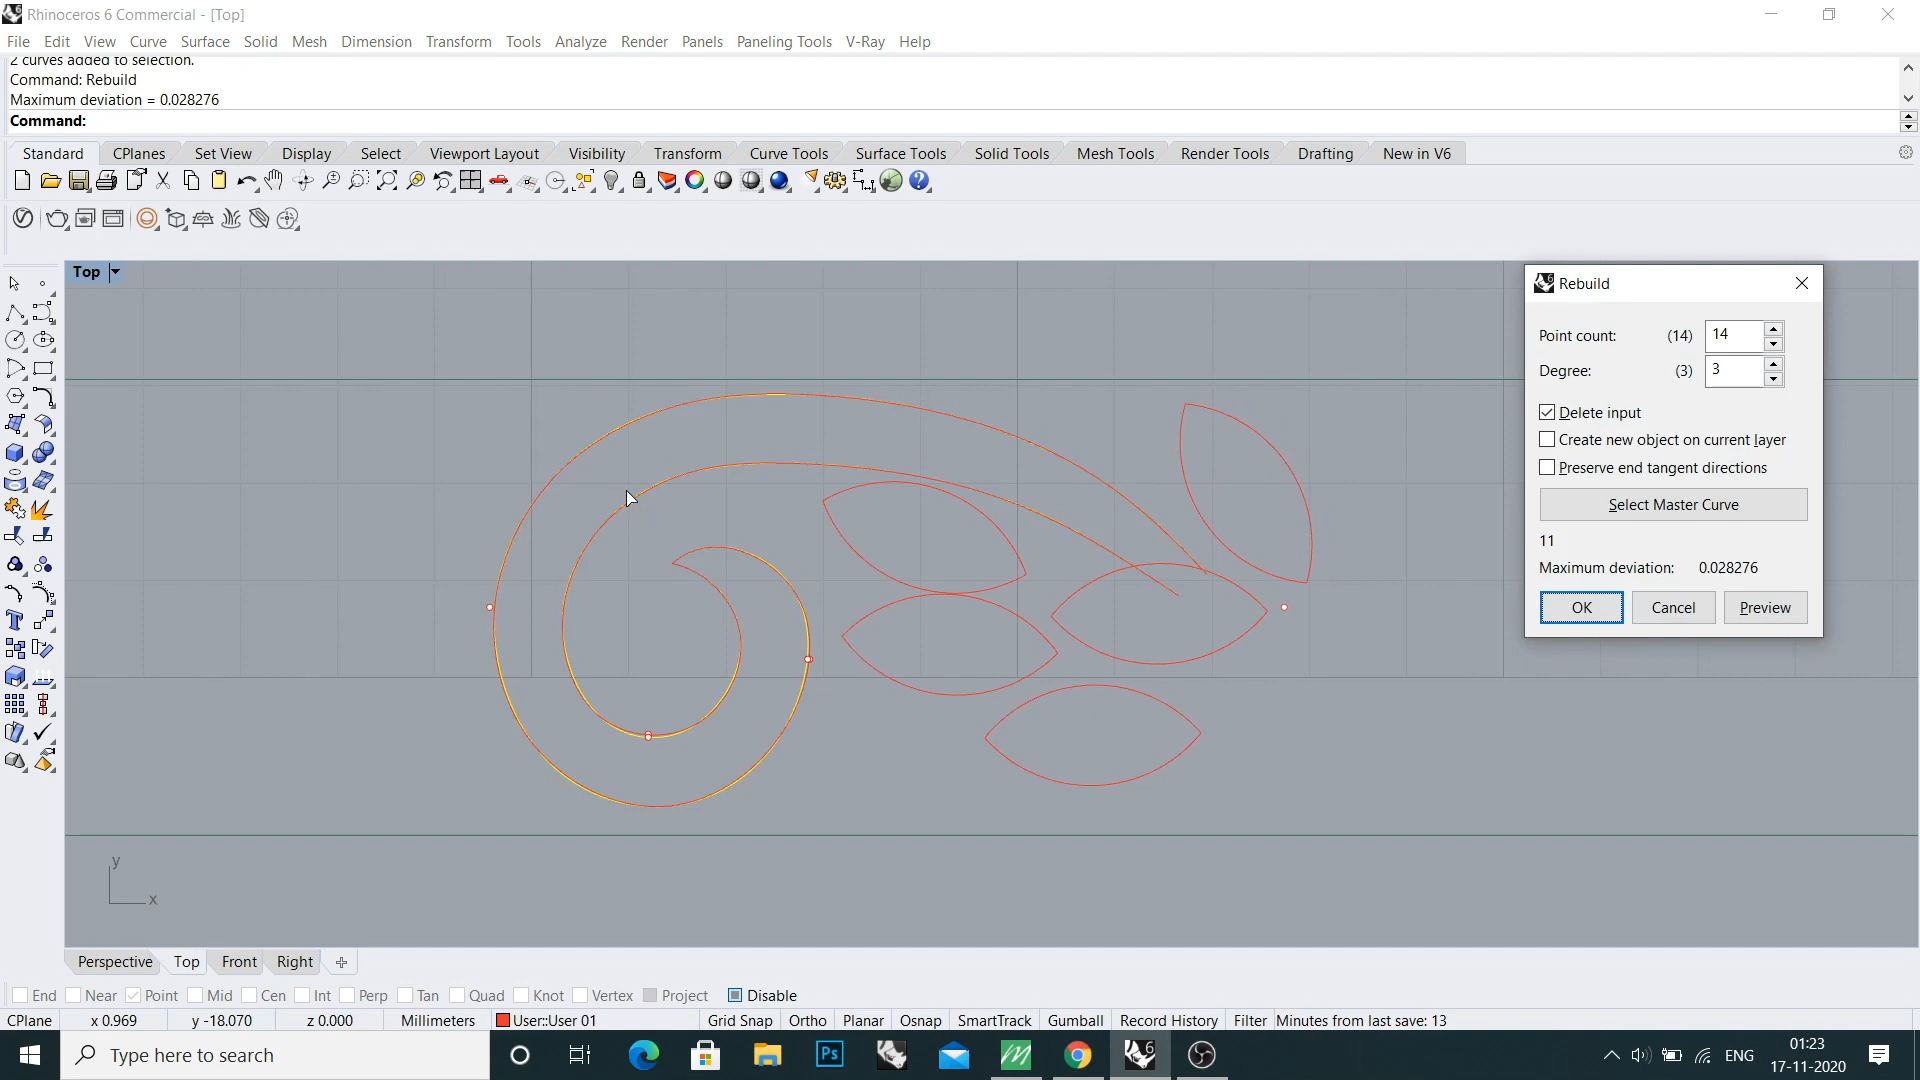 Rhinoceros 6 Commercial - [Top]
File Edit View Curve Surface Solid Mesh Dimension Transform Tools Analyze Render Panels Paneling Tools V-Ray Help
2 curves added to selection.
Command: Rebuild
Maximum deviation = 0.028276
Command:
Standard CPlanes Set View Display Select Viewport Layout Visibility Transform Curve Tools Surface Tools Solid Tools Mesh Tools Render Tools Drafting New in V6
Top
Rebuild
Point count: (14) 14
Degree: (3) 3
Delete input
Create new object on current layer
Preserve end tangent directions
Select Master Curve
11
Maximum deviation: 0.028276
OK Cancel Preview
y
x
Perspective Top Front Right
End Near Point Mid Cen Int Perp Tan Quad Knot Vertex Project Disable
CPlane x 0.969 y -18.070 z 0.000 Millimeters User::User 01 Grid Snap Ortho Planar Osnap SmartTrack Gumball Record History Filter Minutes from last save: 13
Type here to search
Ps
6
ENG
01:23
17-11-2020